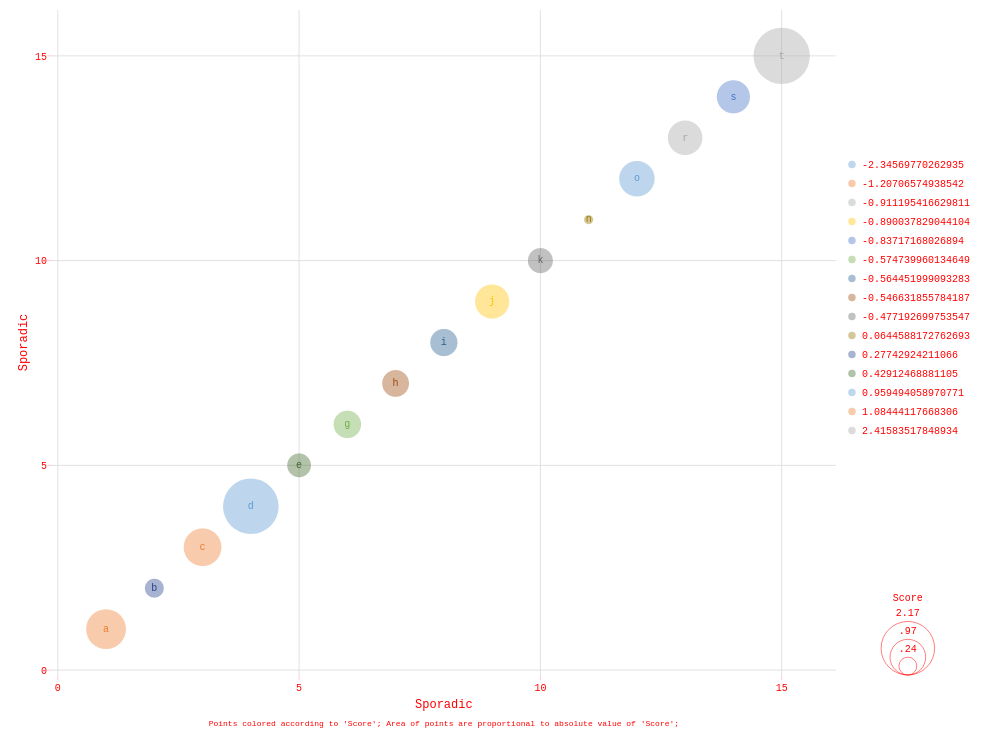 15
10
5
0
Sporadic
t
s
r
o
n
k
j
i
h
g
e
d
c
b
a
0 5 10 15
Sporadic
Points colored according to 'Score'; Area of points are proportional to absolute value of 'Score';
-2.34569770262935
-1.20706574938542
-0.911195416629811
-0.890037829044104
-0.83717168026894
-0.574739960134649
-0.564451999093283
-0.546631855784187
-0.477192699753547
0.0644588172762693
0.27742924211066
0.42912468881105
0.959494058970771
1.08444117668306
2.41583517848934
Score
2.17
.97
.24